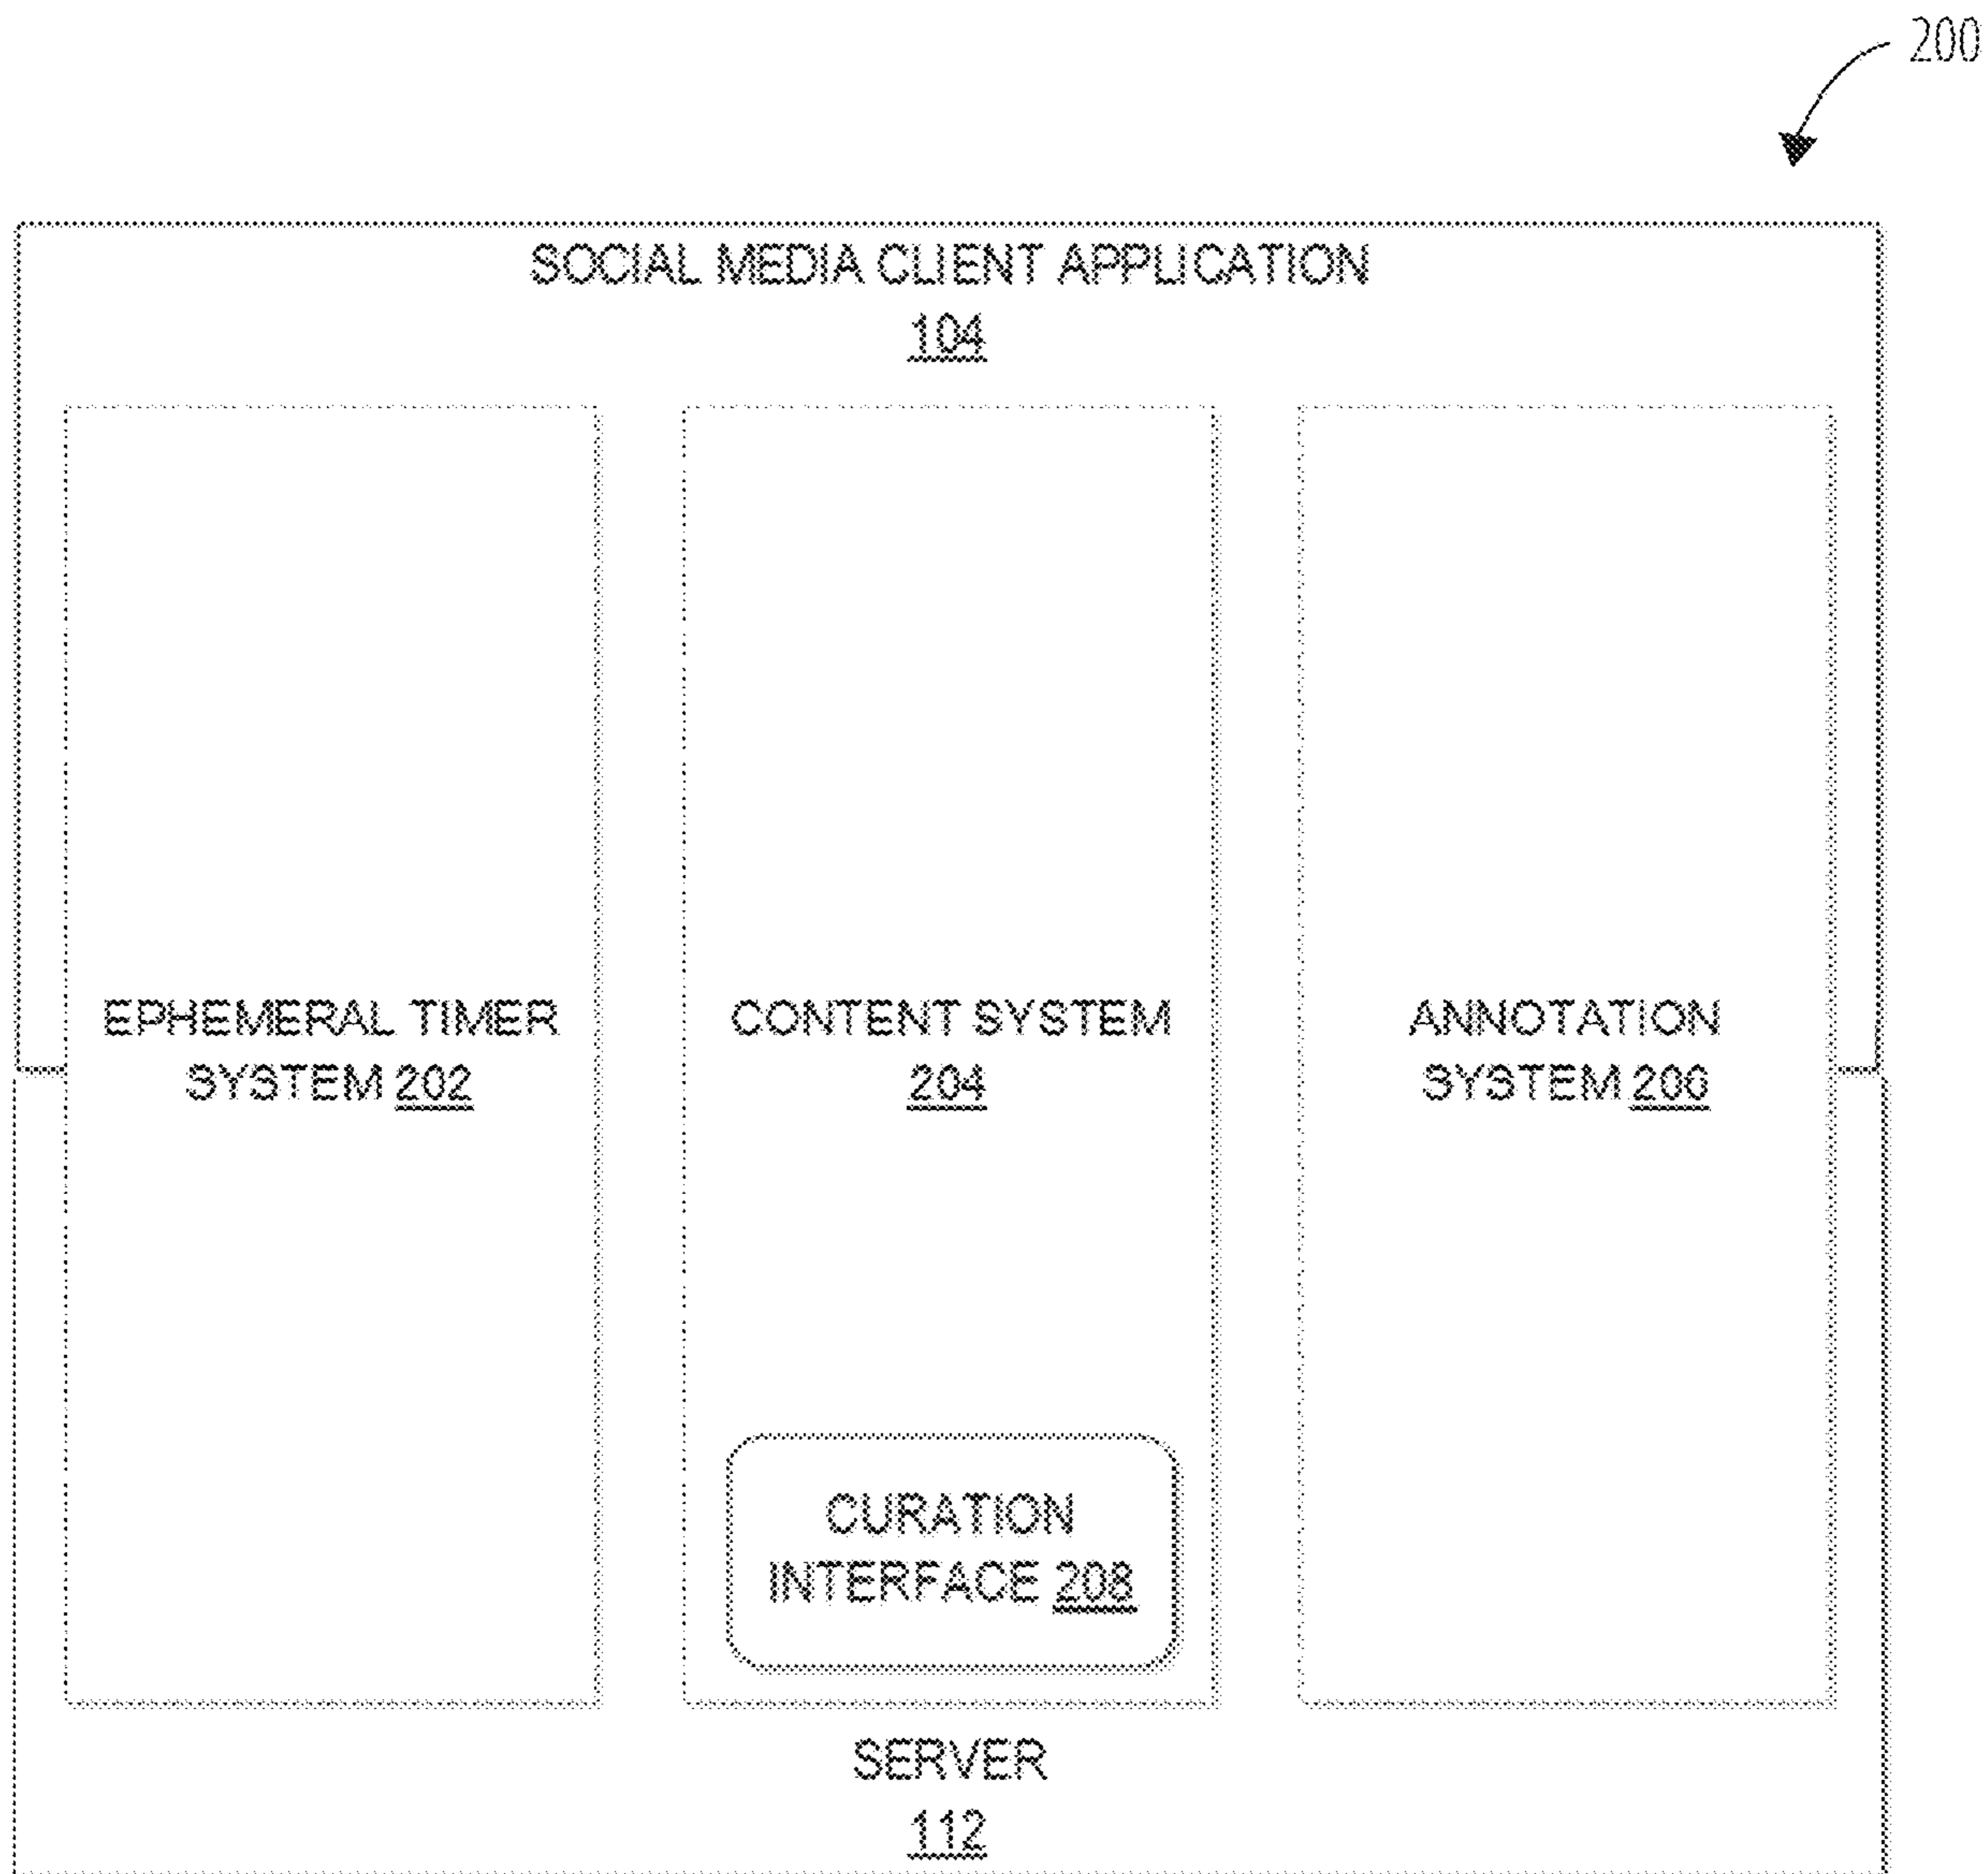 200
SOCIAL MEDIA CLIENT APPLICATION
104
EPHEMERAL TIMER
SYSTEM 202
CONTENT SYSTEM
204
ANNOTATION
SYSTEM 206
CURATION
INTERFACE 208
SERVER
112